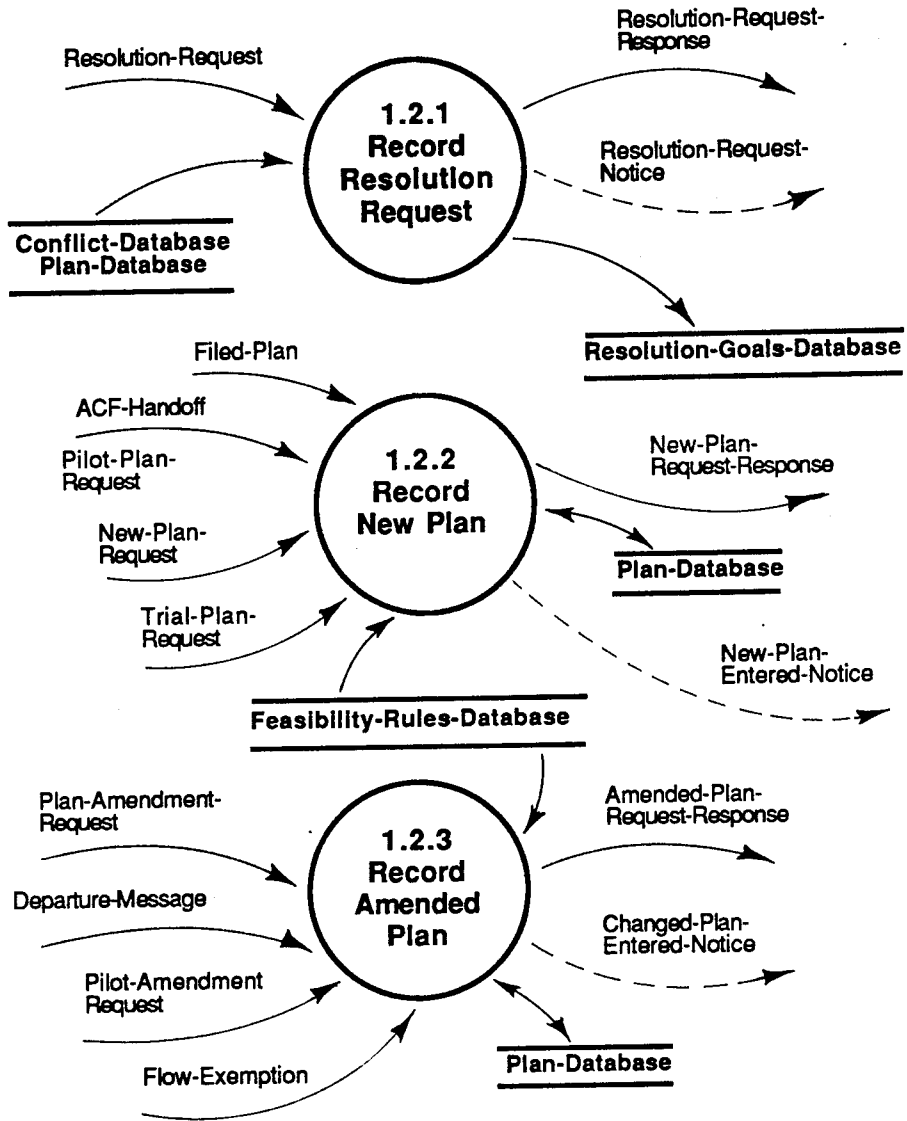 Resolution-Request
Resolution-Request-
Response
1.2.1
Record
Resolution
Request
Resolution-Request-
Notice
Conflict-Database
Plan-Database
Resolution-Goals-Database
Filed-Plan
ACF-Handoff
Pilot-Plan-
Request
New-Plan-
Request
Trial-Plan-
Request
1.2.2
Record
New Plan
New-Plan-
Request-Response
Plan-Database
New-Plan-
Entered-Notice
Feasibility-Rules-Database
Plan-Amendment-
Request
Departure-Message
Pilot-Amendment
Request
Flow-Exemption
1.2.3
Record
Amended
Plan
Amended-Plan-
Request-Response
Changed-Plan-
Entered-Notice
Plan-Database